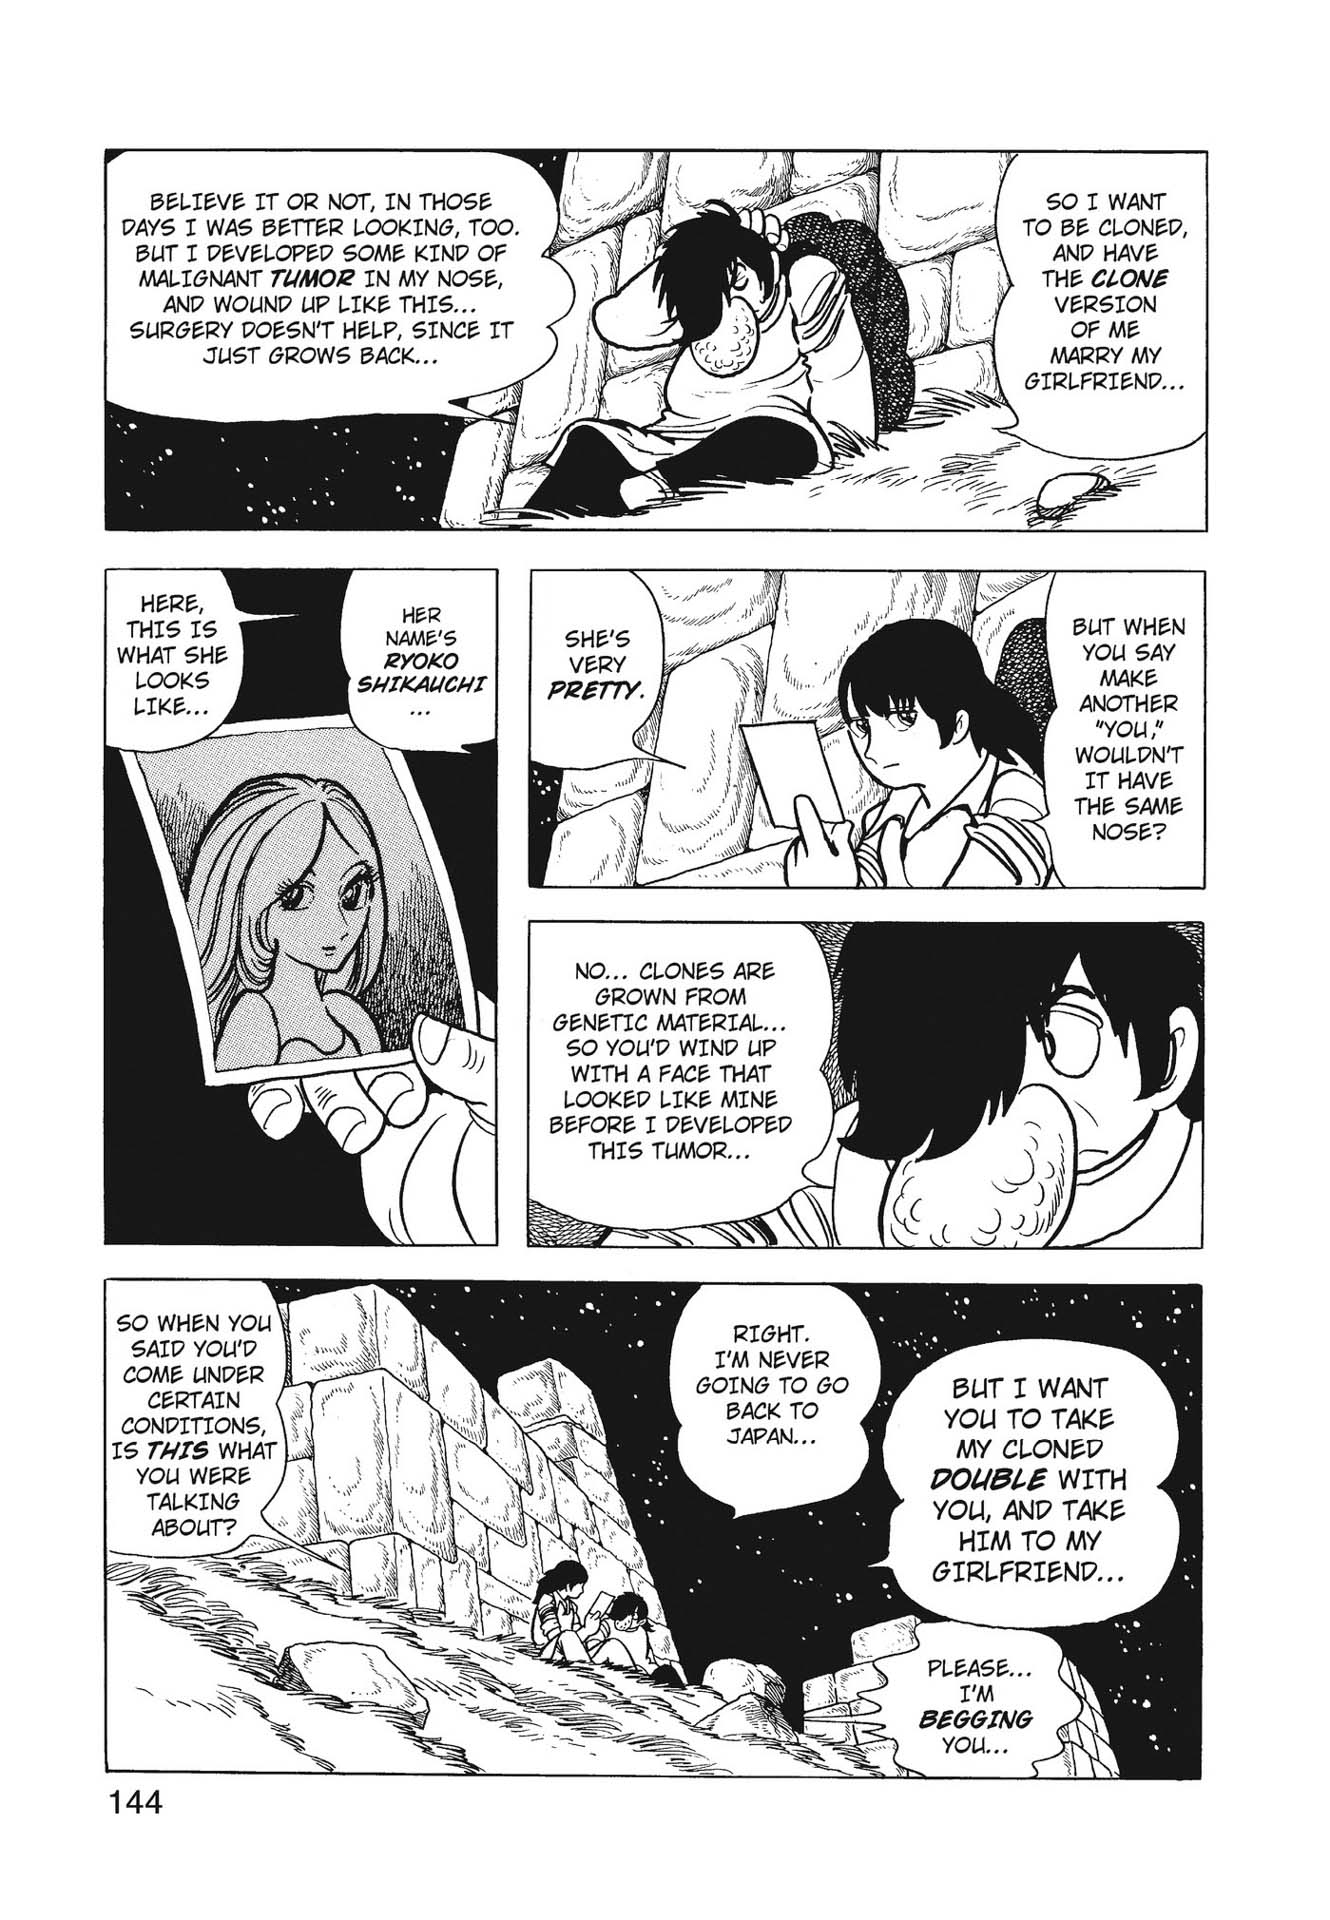 BELIEVE IT OR NOT, IN THOSE
DAYS I WAS BETTER LOOKING, TOO.
BUT I DEVELOPED SOME KIND OF
MALIGNANT TUMOR IN MY NOSE,
AND WOUND UP LIKE THIS...
SURGERY DOESN'T HELP, SINCE IT
JUST GROWS BACK...
SO I WANT
TO BE CLONED,
AND HAVE
THE CLONE
VERSION
OF ME
MARRY MY
GIRLFRIEND...
HERE,
THIS IS
WHAT SHE
LOOKS
LIKE...
HER
NAME'S
RYOKO
SHIKAUCHI
...
SHE'S
VERY
PRETTY.
BUT WHEN
YOU SAY
MAKE
ANOTHER
"YOU,"
WOULDN'T
IT HAVE
THE SAME
NOSE?
NO... CLONES ARE
GROWN FROM
GENETIC MATERIAL...
SO YOU'D WIND UP
WITH A FACE THAT
LOOKED LIKE MINE
BEFORE I DEVELOPED
THIS TUMOR...
SO WHEN YOU
SAID YOU'D
COME UNDER
CERTAIN
CONDITIONS,
IS THIS WHAT
YOU WERE
TALKING
ABOUT?
RIGHT.
I'M NEVER
GOING TO GO
BACK TO
JAPAN...
BUT I WANT
YOU TO TAKE
MY CLONED
DOUBLE WITH
YOU, AND TAKE
HIM TO MY
GIRLFRIEND...
PLEASE...
I'M
BEGGING
YOU...
144